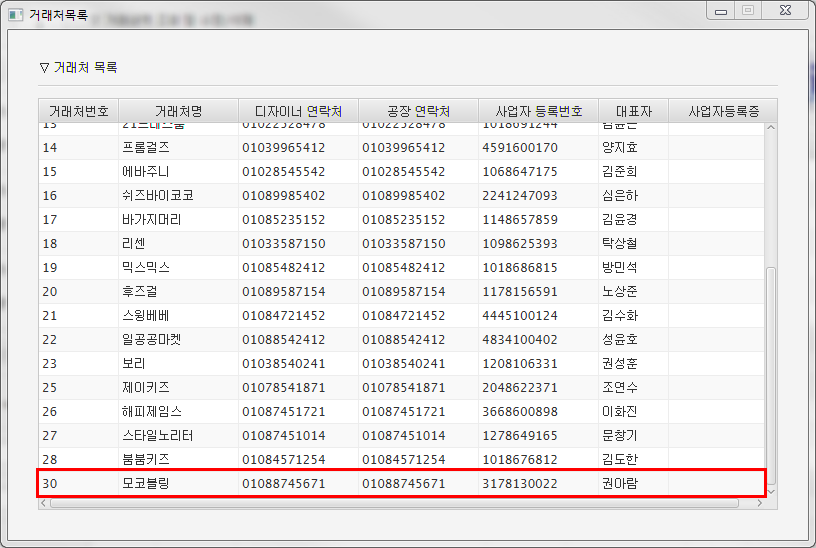 거래처목록
▽ 거래처 목록
거래처번호 거래처명 디자이너 연락처 공장 연락처 사업자 등록번호 대표자 사업자등록증
13 01022528478 01022528478 1018691244
14 프롬걸즈 01039965412 01039965412 4591600170 양지효
15 에바주니 01028545542 01028545542 1068647175 김준희
16 쉬즈바이코코 01089985402 01089985402 2241247093 심은하
17 바가지머리 01085235152 01085235152 1148657859 김윤경
18 리센 01033587150 01033587150 1098625393 탁상철
19 믹스믹스 01085482412 01085482412 1018686815 방민석
20 후즈걸 01089587154 01089587154 1178156591 노상준
21 스윙베베 01084721452 01084721452 4445100124 김수화
22 일공공마켓 01088542412 01088542412 4834100402 성윤호
23 보리 01038540241 01038540241 1208106331 권성훈
25 제이키즈 01078541871 01078541871 2048622371 조연수
26 해피제임스 01087451721 01087451721 3668600898 이화진
27 스타일노리터 01087451014 01087451014 1278649165 문창기
28 붐붐키즈 01084571254 01084571254 1018676812 김도한
30 모코블링 01088745671 01088745671 3178130022 권아람